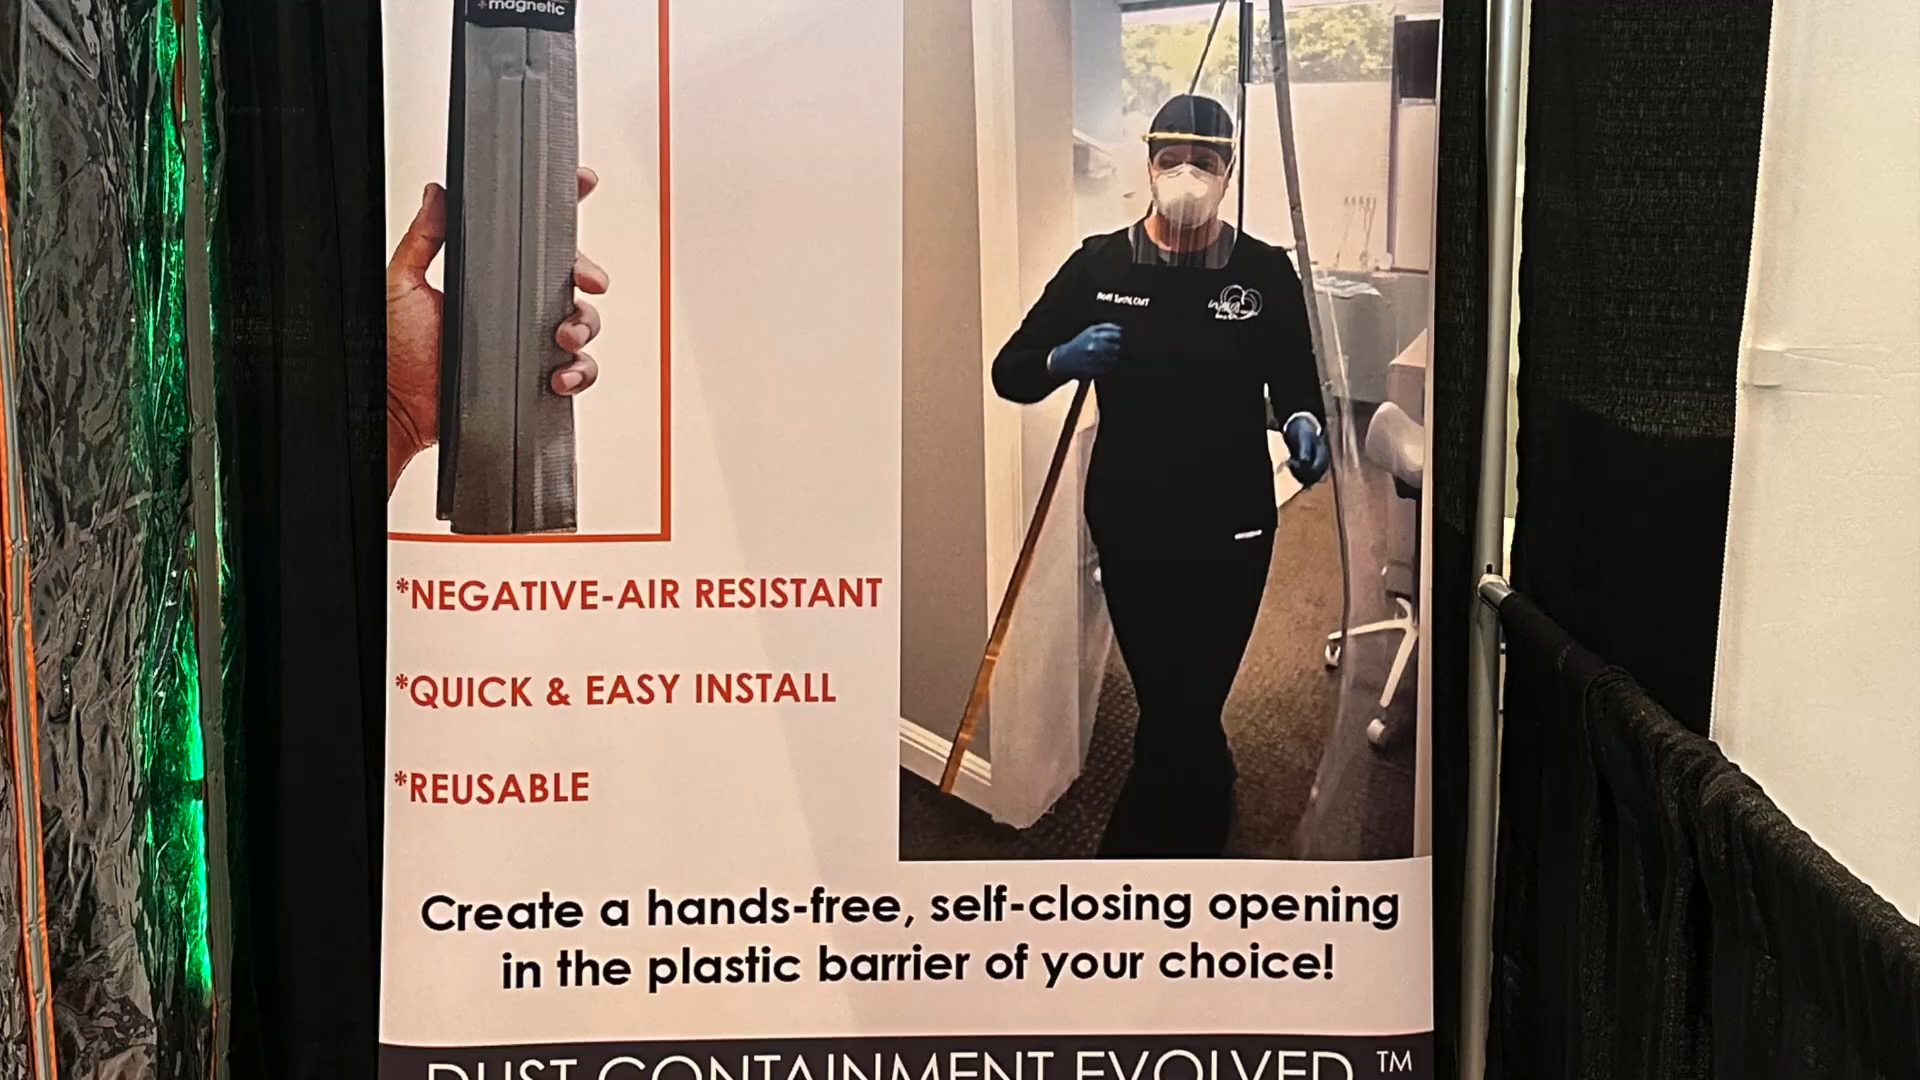 +magnetic
*NEGATIVE-AIR RESISTANT
*QUICK & EASY INSTALL
*REUSABLE
Create a hands-free, self-closing opening
in the plastic barrier of your choice!
DUST CONTAINMENT EVOLVED ™